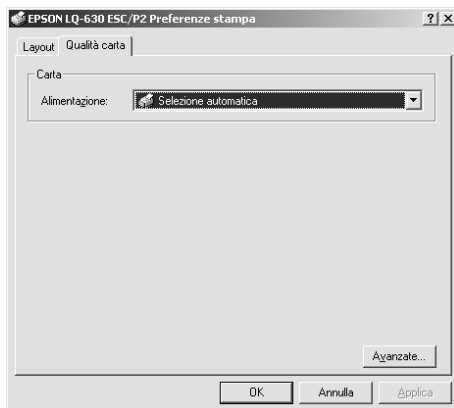 EPSON LQ-630 ESC/P2 Preferenze stampa
Layout Qualità carta
Carta
Alimentazione: Selezione automatica
Avanzate...
OK Annulla Applica